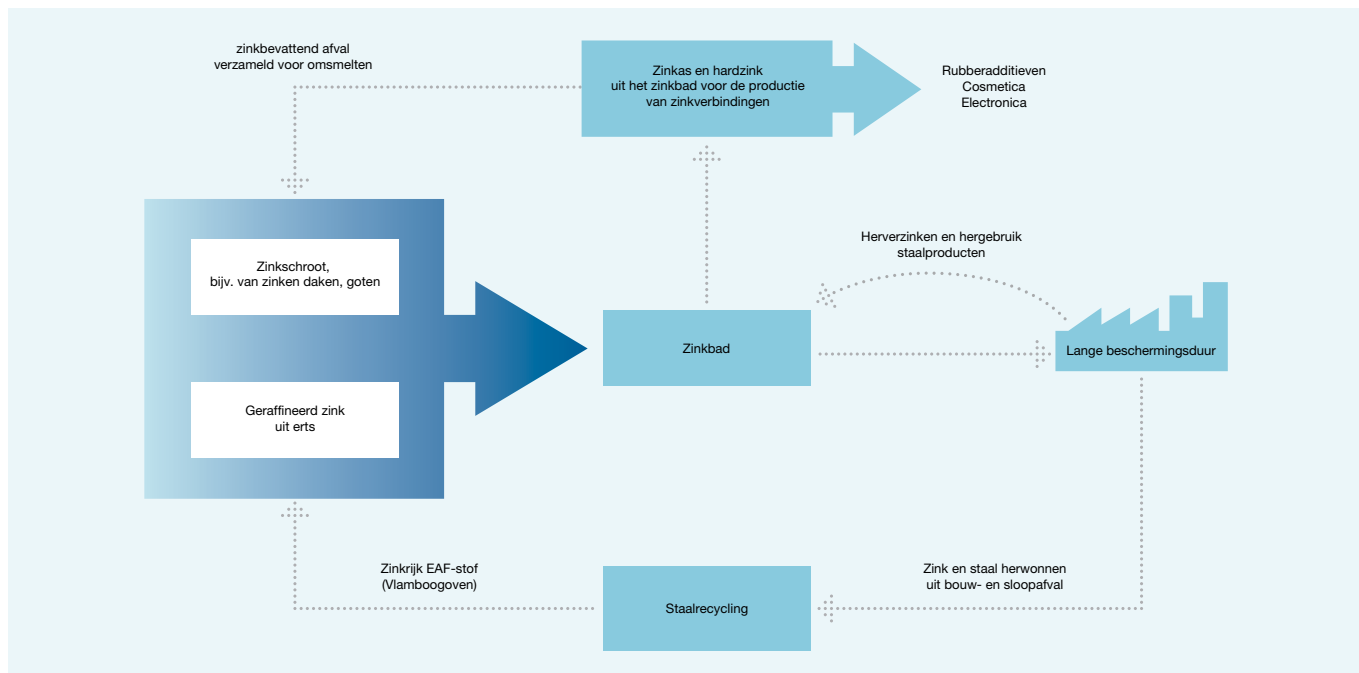 zinkbevattend afval
verzameld voor omsmelten
Zinkas en hardzink
uit het zinkbad voor de productie
van zinkverbindingen
Rubberadditieven
Cosmetica
Electronica
Zinkschroot,
bijv. van zinken daken, goten
Herverzinken en hergebruik
staalproducten
Zinkbad
Lange beschermingsduur
Geraffineerd zink
uit erts
Zinkrijk EAF-stof
(Vlamboogoven)
Staalrecycling
Zink en staal herwonnen
uit bouw- en sloopafval